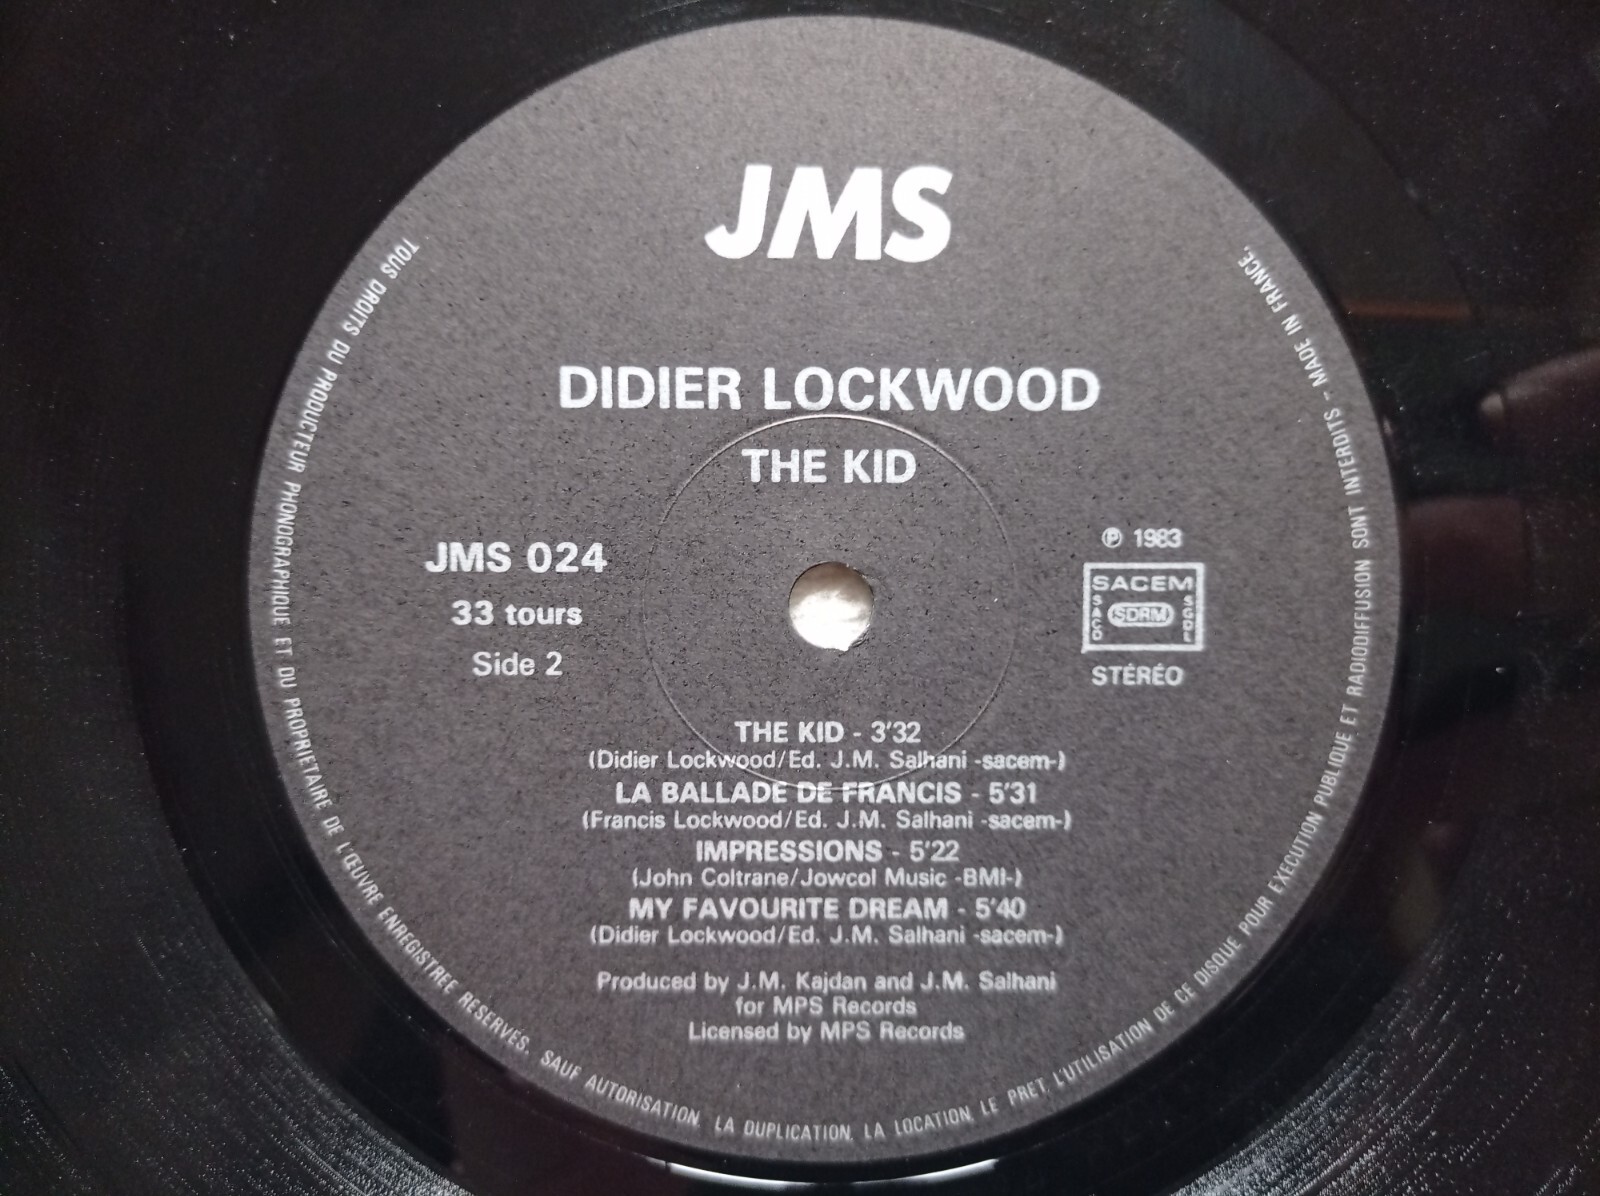 JMS
DIDIER LOCKWOOD
THE KID
JMS 024
33 tours
Side 2
℗ 1983
SACEM
SACD
SDRM
SGDL
STÉRÉO
THE KID - 3'32
(Didier Lockwood/Ed. J.M. Salhani -sacem-)
LA BALLADE DE FRANCIS - 5'31
(Francis Lockwood/Ed. J.M. Salhani -sacem-)
IMPRESSIONS - 5'22
(John Coltrane/Jowcol Music -BMI-)
MY FAVOURITE DREAM - 5'40
(Didier Lockwood/Ed. J.M. Salhani -sacem-)
Produced by J.M. Kajdan and J.M. Salhani
for MPS Records
Licensed by MPS Records
TOUS DROITS DU PRODUCTEUR PHONOGRAPHIQUE ET DU PROPRIETAIRE DE L'ŒUVRE ENREGISTREE RESERVÉS. SAUF AUTORISATION, LA DUPLICATION, LA LOCATION, LE PRET, L'UTILISATION DE CE DISQUE POUR EXECUTION PUBLIQUE ET RADIODIFFUSION SONT INTERDITS - MADE IN FRANCE.